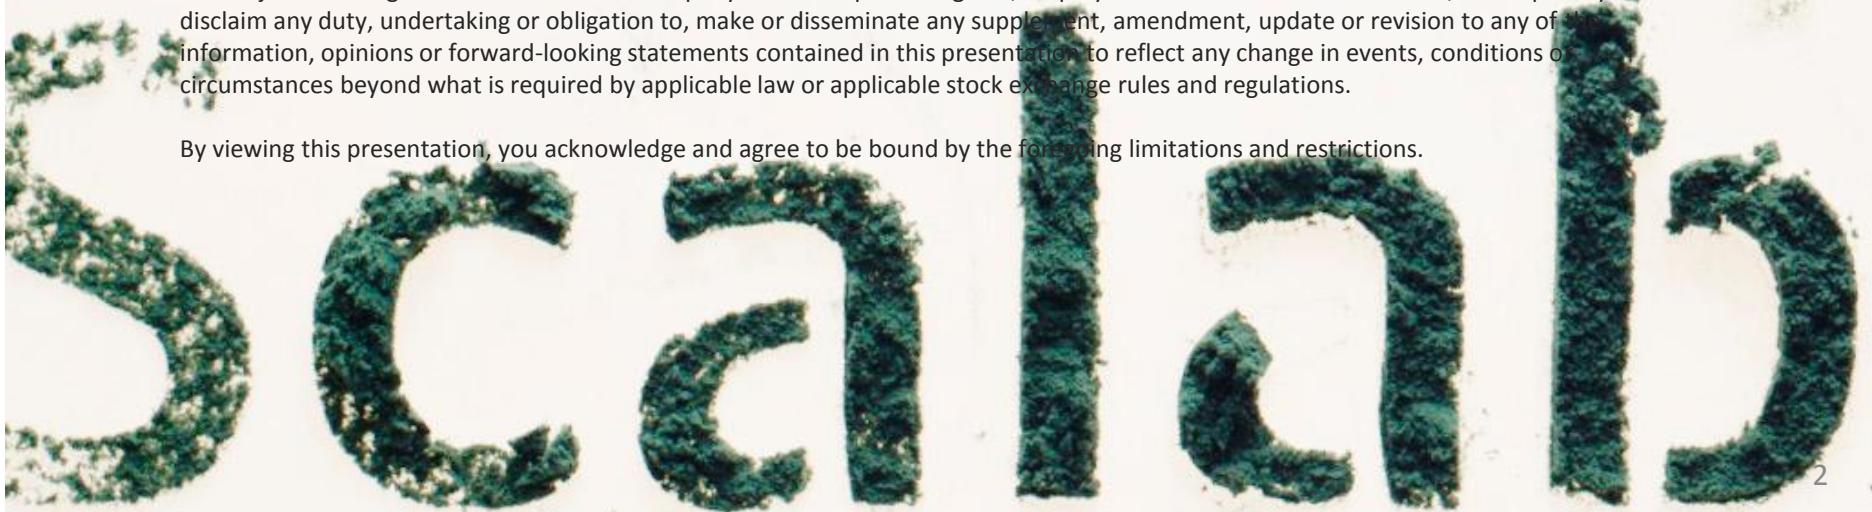 disclaim any duty, undertaking or obligation to, make or disseminate any supplement, amendment, update or revision to any of the
information, opinions or forward-looking statements contained in this presentation to reflect any change in events, conditions or
circumstances beyond what is required by applicable law or applicable stock exchange rules and regulations.
By viewing this presentation, you acknowledge and agree to be bound by the foregoing limitations and restrictions.
Scalab
2